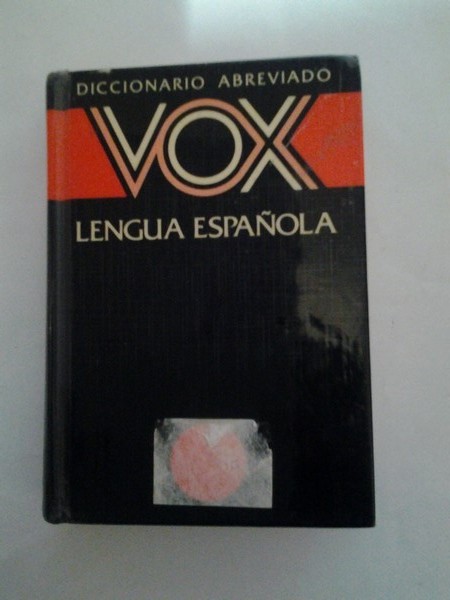 DICCIONARIO ABREVIADO
VOX
LENGUA ESPAÑOLA